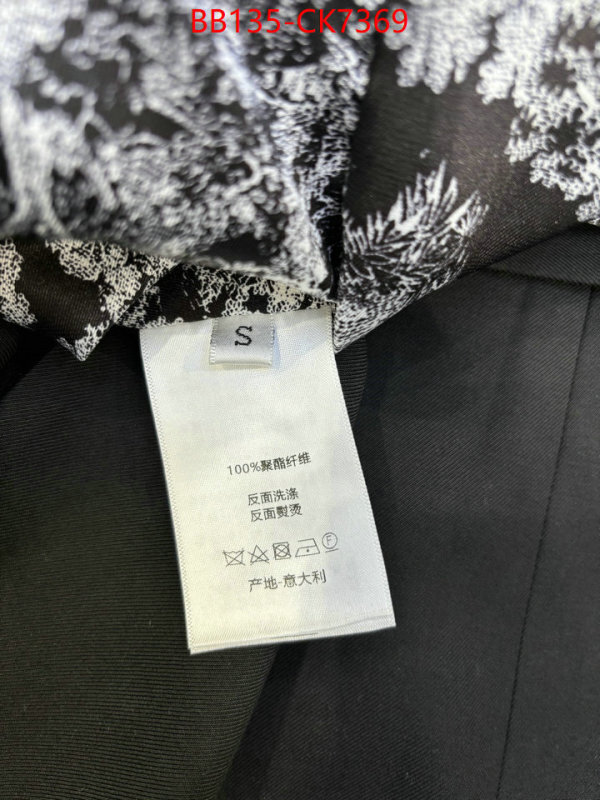 BB135-CK7369
S
100%聚酯纤维
反面洗涤
反面熨烫
F
产地-意大利